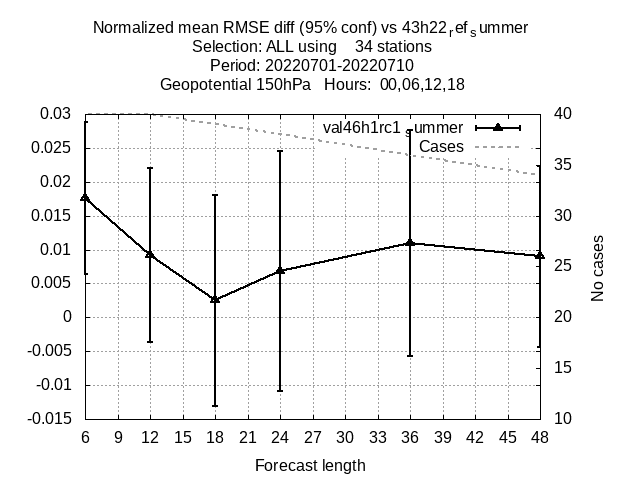 Normalized mean RMSE diff (95% conf) vs 43h22refsummer
Selection: ALL using 34 stations
Period: 20220701-20220710
Geopotential 150hPa Hours: 00,06,12,18
val46h1rc1 summer
Cases
0.03
0.025
0.02
0.015
0.01
0.005
0
-0.005
-0.01
-0.015
40
35
30
25
20
15
10
No cases
6 9 12 15 18 21 24 27 30 33 36 39 42 45 48
Forecast length